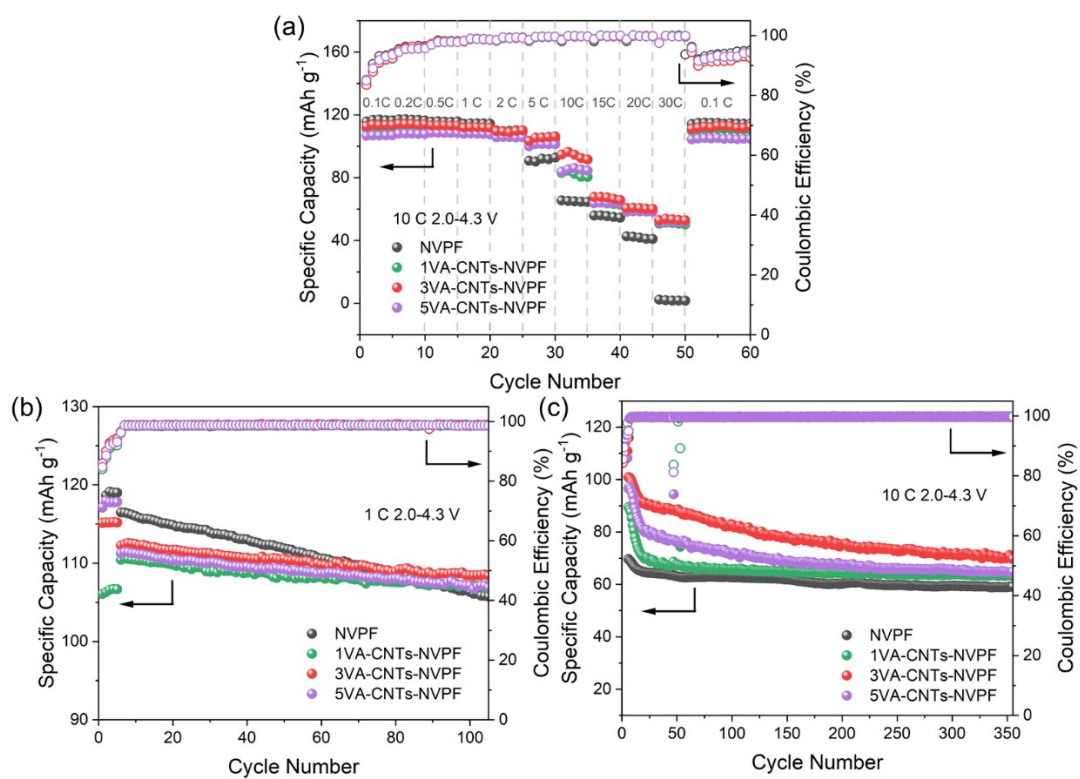 (a)
Specific Capacity (mAh g⁻¹)
160
120
80
40
0
0.1C 0.2C 0.5C 1 C 2 C 5 C 10C 15C 20C 30C 0.1 C
10 C 2.0-4.3 V
NVPF
1VA-CNTs-NVPF
3VA-CNTs-NVPF
5VA-CNTs-NVPF
100
80
60
40
20
0
Coulombic Efficiency (%)
0 10 20 30 40 50 60
Cycle Number
(b)
Specific Capacity (mAh g⁻¹)
130
120
110
100
90
1 C 2.0-4.3 V
NVPF
1VA-CNTs-NVPF
3VA-CNTs-NVPF
5VA-CNTs-NVPF
100
80
60
40
20
0
Coulombic Efficiency (%)
0 20 40 60 80 100
Cycle Number
(c)
Specific Capacity (mAh g⁻¹)
120
100
80
60
40
20
10 C 2.0-4.3 V
NVPF
1VA-CNTs-NVPF
3VA-CNTs-NVPF
5VA-CNTs-NVPF
100
80
60
40
20
0
Coulombic Efficiency (%)
0 50 100 150 200 250 300 350
Cycle Number